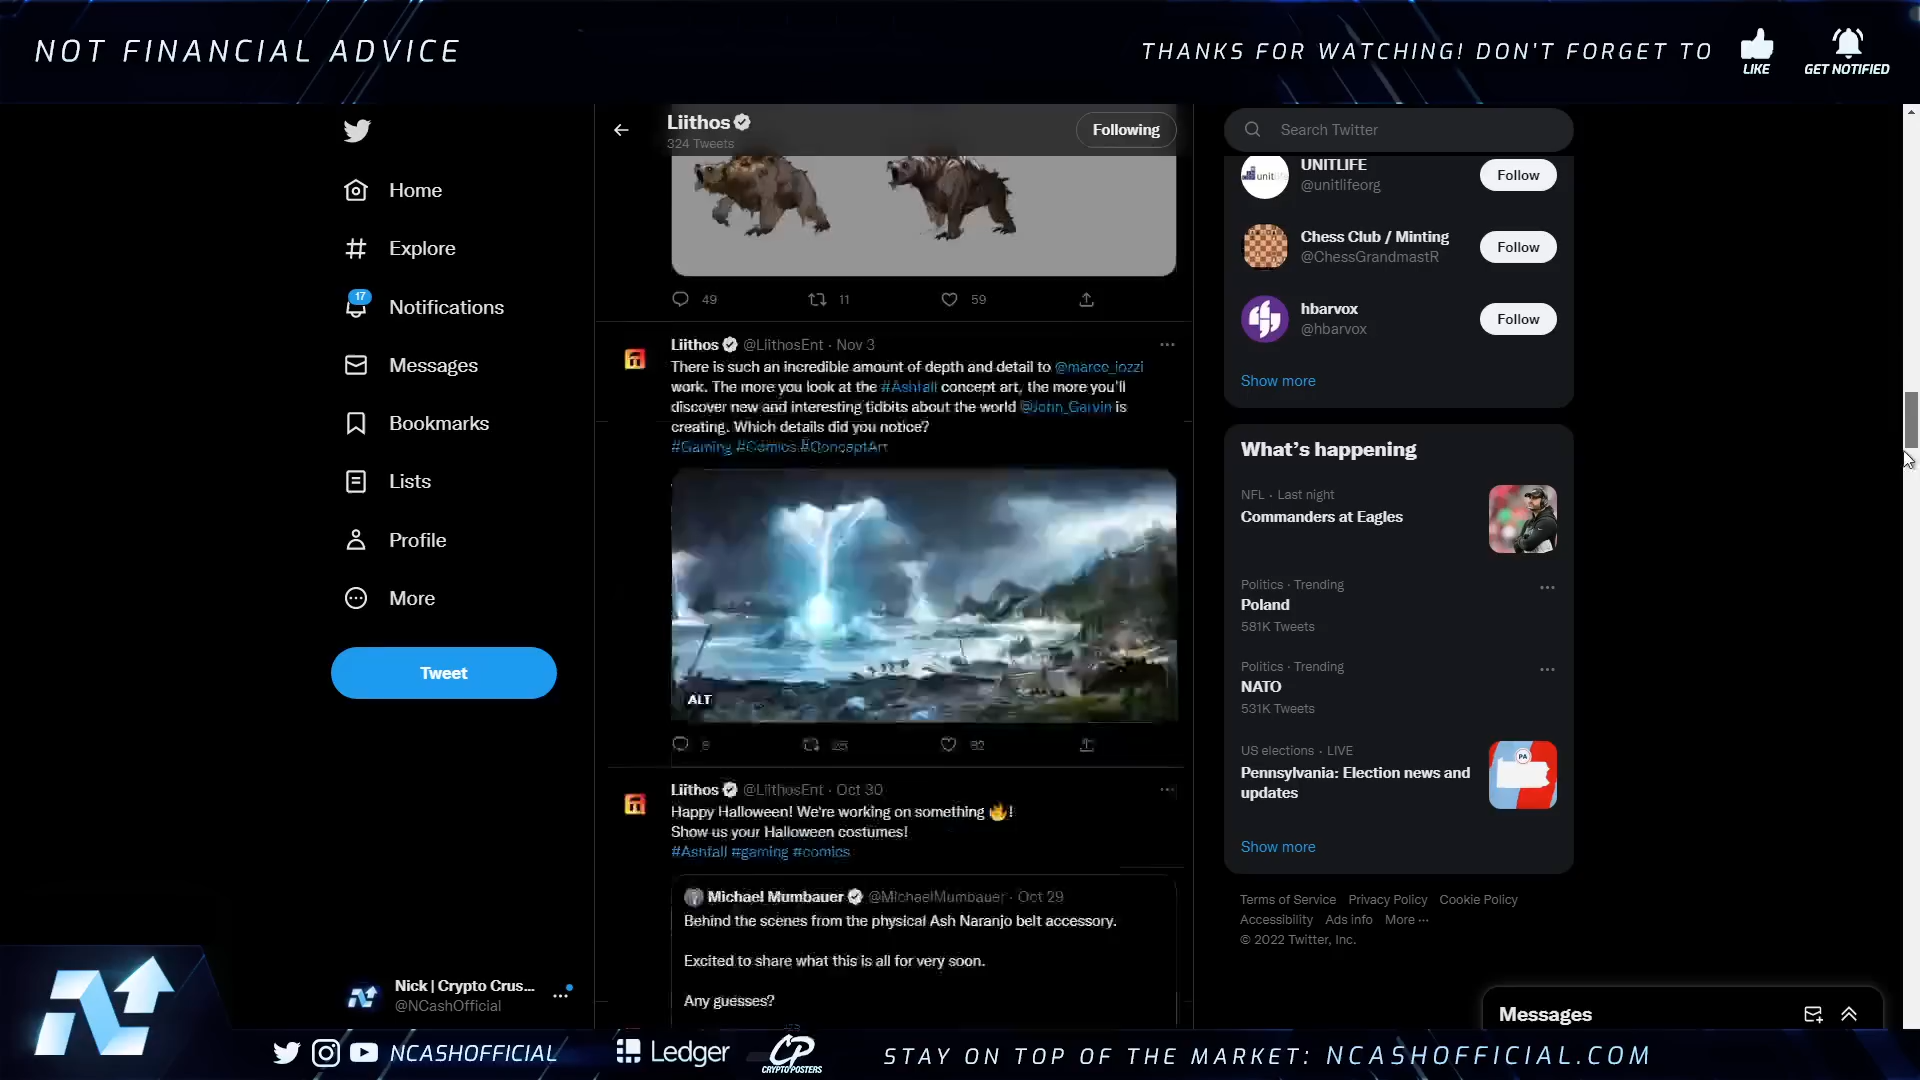 NOT FINANCIAL ADVICE
THANKS FOR WATCHING! DON'T FORGET TO
LIKE
GET NOTIFIED
Home
Explore
17
Notifications
Messages
Bookmarks
Lists
Profile
More
Tweet
Nick | Crypto Crus...
@NCashOfficial
Liithos
324 Tweets
Following
49
11
59
Liithos @LiithosEnt · Nov 3
There is such an incredible amount of depth and detail to @marco_iozzi
work. The more you look at the #Ashfall concept art, the more you'll
discover new and interesting tidbits about the world @John_Garvin is
creating. Which details did you notice?
#Gaming #Comics #ConceptArt
ALT
Liithos @LiithosEnt · Oct 30
Happy Halloween! We're working on something 🔥!
Show us your Halloween costumes!
#Ashfall #gaming #comics
Michael Mumbauer @MichaelMumbauer · Oct 29
Behind the scenes from the physical Ash Naranjo belt accessory.
Excited to share what this is all for very soon.
Any guesses?
Search Twitter
unitlife
UNITLIFE
@unitlifeorg
Follow
Chess Club / Minting
@ChessGrandmastR
Follow
hbarvox
@hbarvox
Follow
Show more
What's happening
NFL · Last night
Commanders at Eagles
Politics · Trending
Poland
581K Tweets
Politics · Trending
NATO
531K Tweets
US elections · LIVE
Pennsylvania: Election news and
updates
PA
Show more
Terms of Service Privacy Policy Cookie Policy
Accessibility Ads info More ···
© 2022 Twitter, Inc.
Messages
NCASHOFFICIAL
Ledger
CP
CRYPTO POSTERS
STAY ON TOP OF THE MARKET: NCASHOFFICIAL.COM